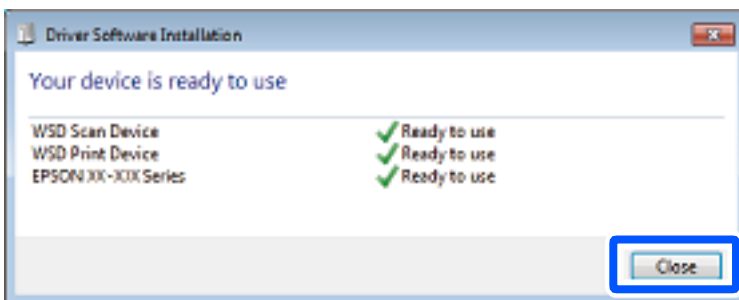 Driver Software Installation
Your device is ready to use
WSD Scan Device Ready to use
WSD Print Device Ready to use
EPSON XX-XXX Series Ready to use
Close